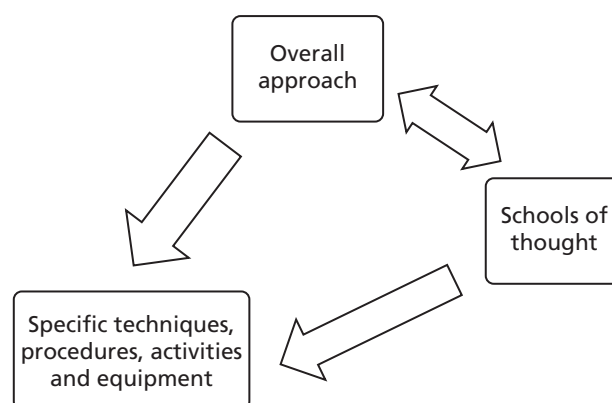 Overall
approach
Schools of
thought
Specific techniques,
procedures, activities
and equipment